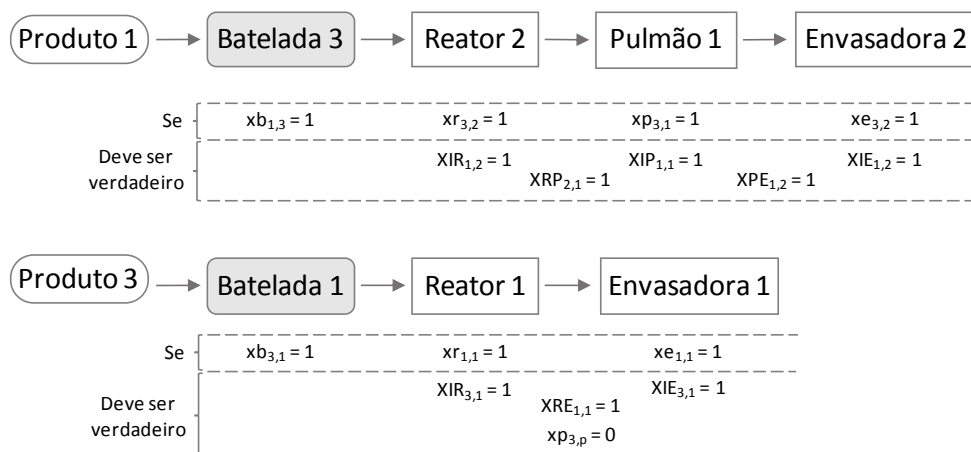 Produto 1 Batelada 3 Reator 2 Pulmão 1 Envasadora 2
Se xb1,3 = 1 xr3,2 = 1 xp3,1 = 1 xe3,2 = 1
Deve ser
verdadeiro
XIR1,2 = 1 XIP1,1 = 1 XIE1,2 = 1
XRP2,1 = 1 XPE1,2 = 1
Produto 3 Batelada 1 Reator 1 Envasadora 1
Se xb3,1 = 1 xr1,1 = 1 xe1,1 = 1
Deve ser
verdadeiro
XIR3,1 = 1 XIE3,1 = 1
XRE1,1 = 1
xp3,p = 0